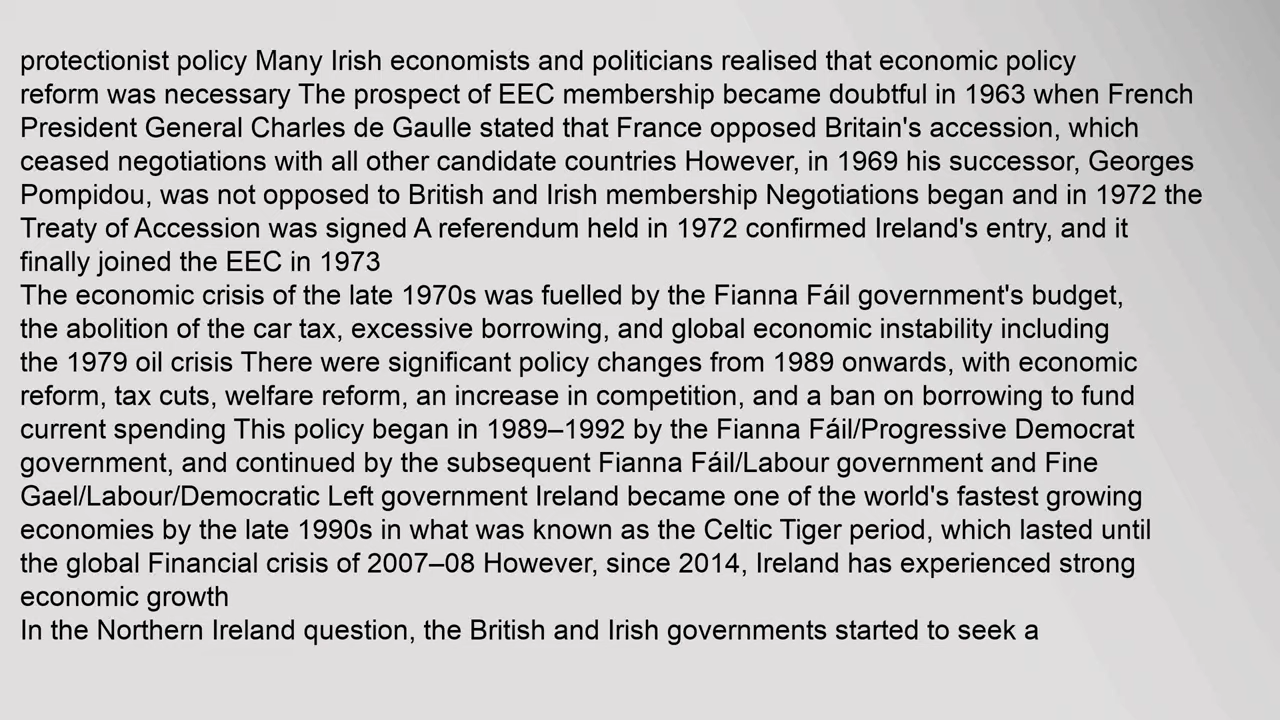 protectionist policy Many Irish economists and politicians realised that economic policy
reform was necessary The prospect of EEC membership became doubtful in 1963 when French
President General Charles de Gaulle stated that France opposed Britain's accession, which
ceased negotiations with all other candidate countries However, in 1969 his successor, Georges
Pompidou, was not opposed to British and Irish membership Negotiations began and in 1972 the
Treaty of Accession was signed A referendum held in 1972 confirmed Ireland's entry, and it
finally joined the EEC in 1973
The economic crisis of the late 1970s was fuelled by the Fianna Fáil government's budget,
the abolition of the car tax, excessive borrowing, and global economic instability including
the 1979 oil crisis There were significant policy changes from 1989 onwards, with economic
reform, tax cuts, welfare reform, an increase in competition, and a ban on borrowing to fund
current spending This policy began in 1989–1992 by the Fianna Fáil/Progressive Democrat
government, and continued by the subsequent Fianna Fáil/Labour government and Fine
Gael/Labour/Democratic Left government Ireland became one of the world's fastest growing
economies by the late 1990s in what was known as the Celtic Tiger period, which lasted until
the global Financial crisis of 2007–08 However, since 2014, Ireland has experienced strong
economic growth
In the Northern Ireland question, the British and Irish governments started to seek a